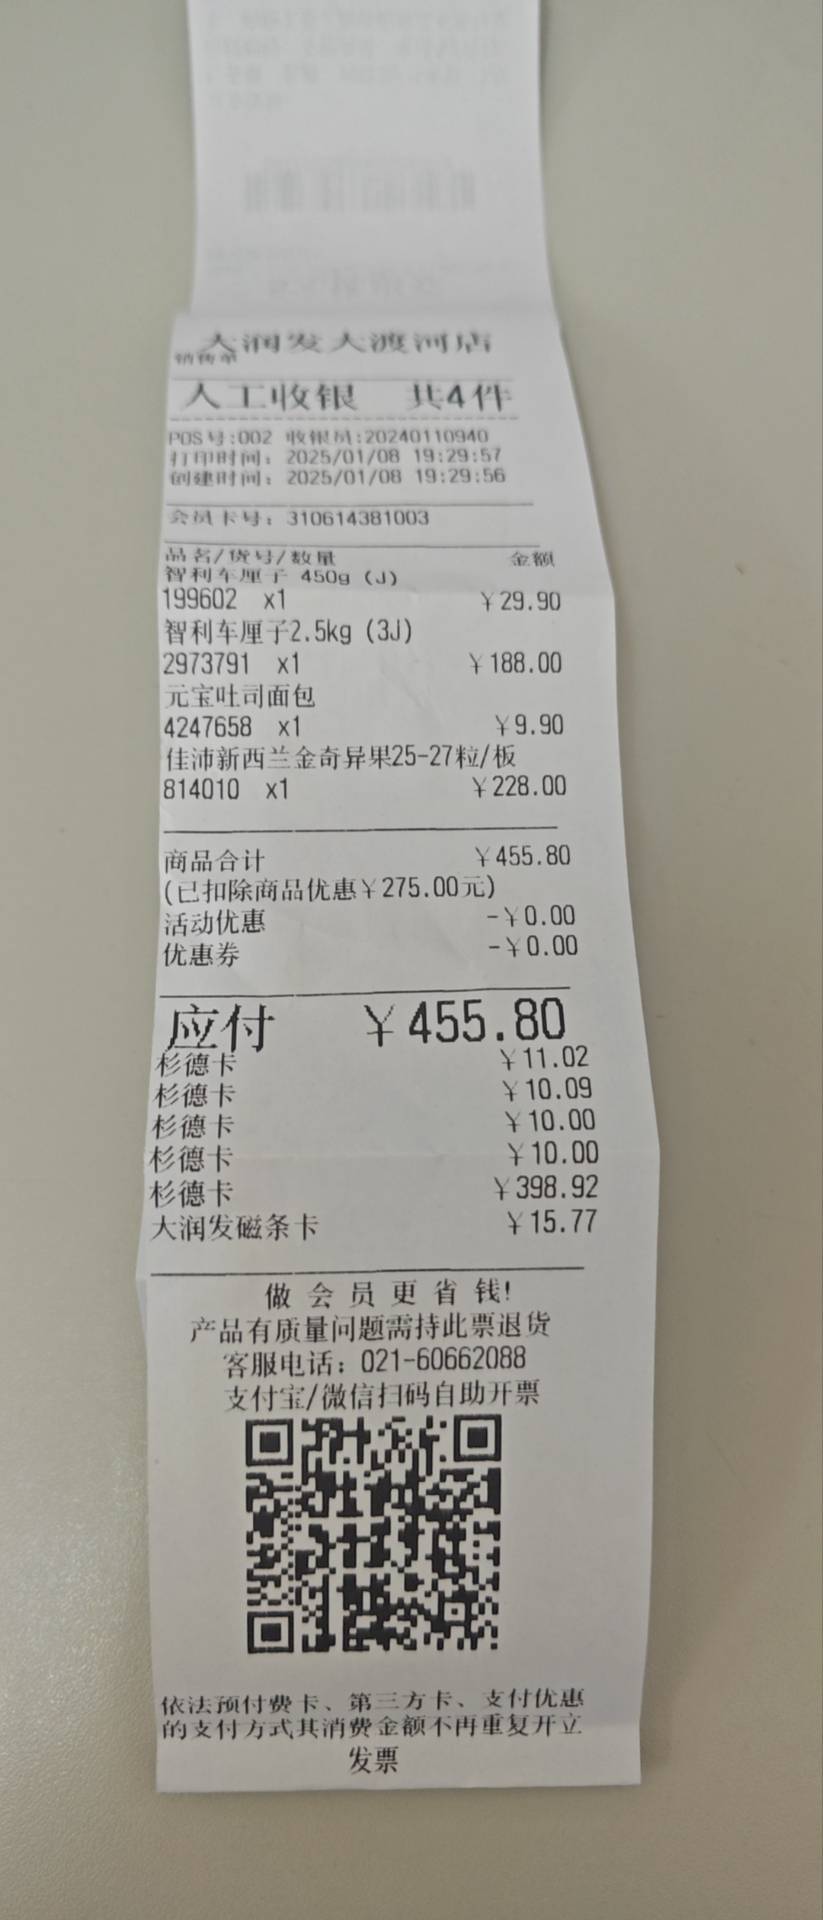 大润发大渡河店
销售单
人工收银 共4件
POS号:002 收银员:20240110940
打印时间: 2025/01/08 19:29:57
创建时间: 2025/01/08 19:29:56
会员卡号: 310614381003
品名/货号/数量 金额
智利车厘子 450g (J)
199602 x1 ￥29.90
智利车厘子2.5kg (3J)
2973791 x1 ￥188.00
元宝吐司面包
4247658 x1 ￥9.90
佳沛新西兰金奇异果25-27粒/板
814010 x1 ￥228.00
商品合计 ￥455.80
(已扣除商品优惠￥275.00元)
活动优惠 -￥0.00
优惠券 -￥0.00
应付 ￥455.80
杉德卡 ￥11.02
杉德卡 ￥10.09
杉德卡 ￥10.00
杉德卡 ￥10.00
杉德卡 ￥398.92
大润发磁条卡 ￥15.77
做会员更省钱!
产品有质量问题需持此票退货
客服电话: 021-60662088
支付宝/微信扫码自助开票
依法预付费卡、第三方卡、支付优惠
的支付方式其消费金额不再重复开立
发票